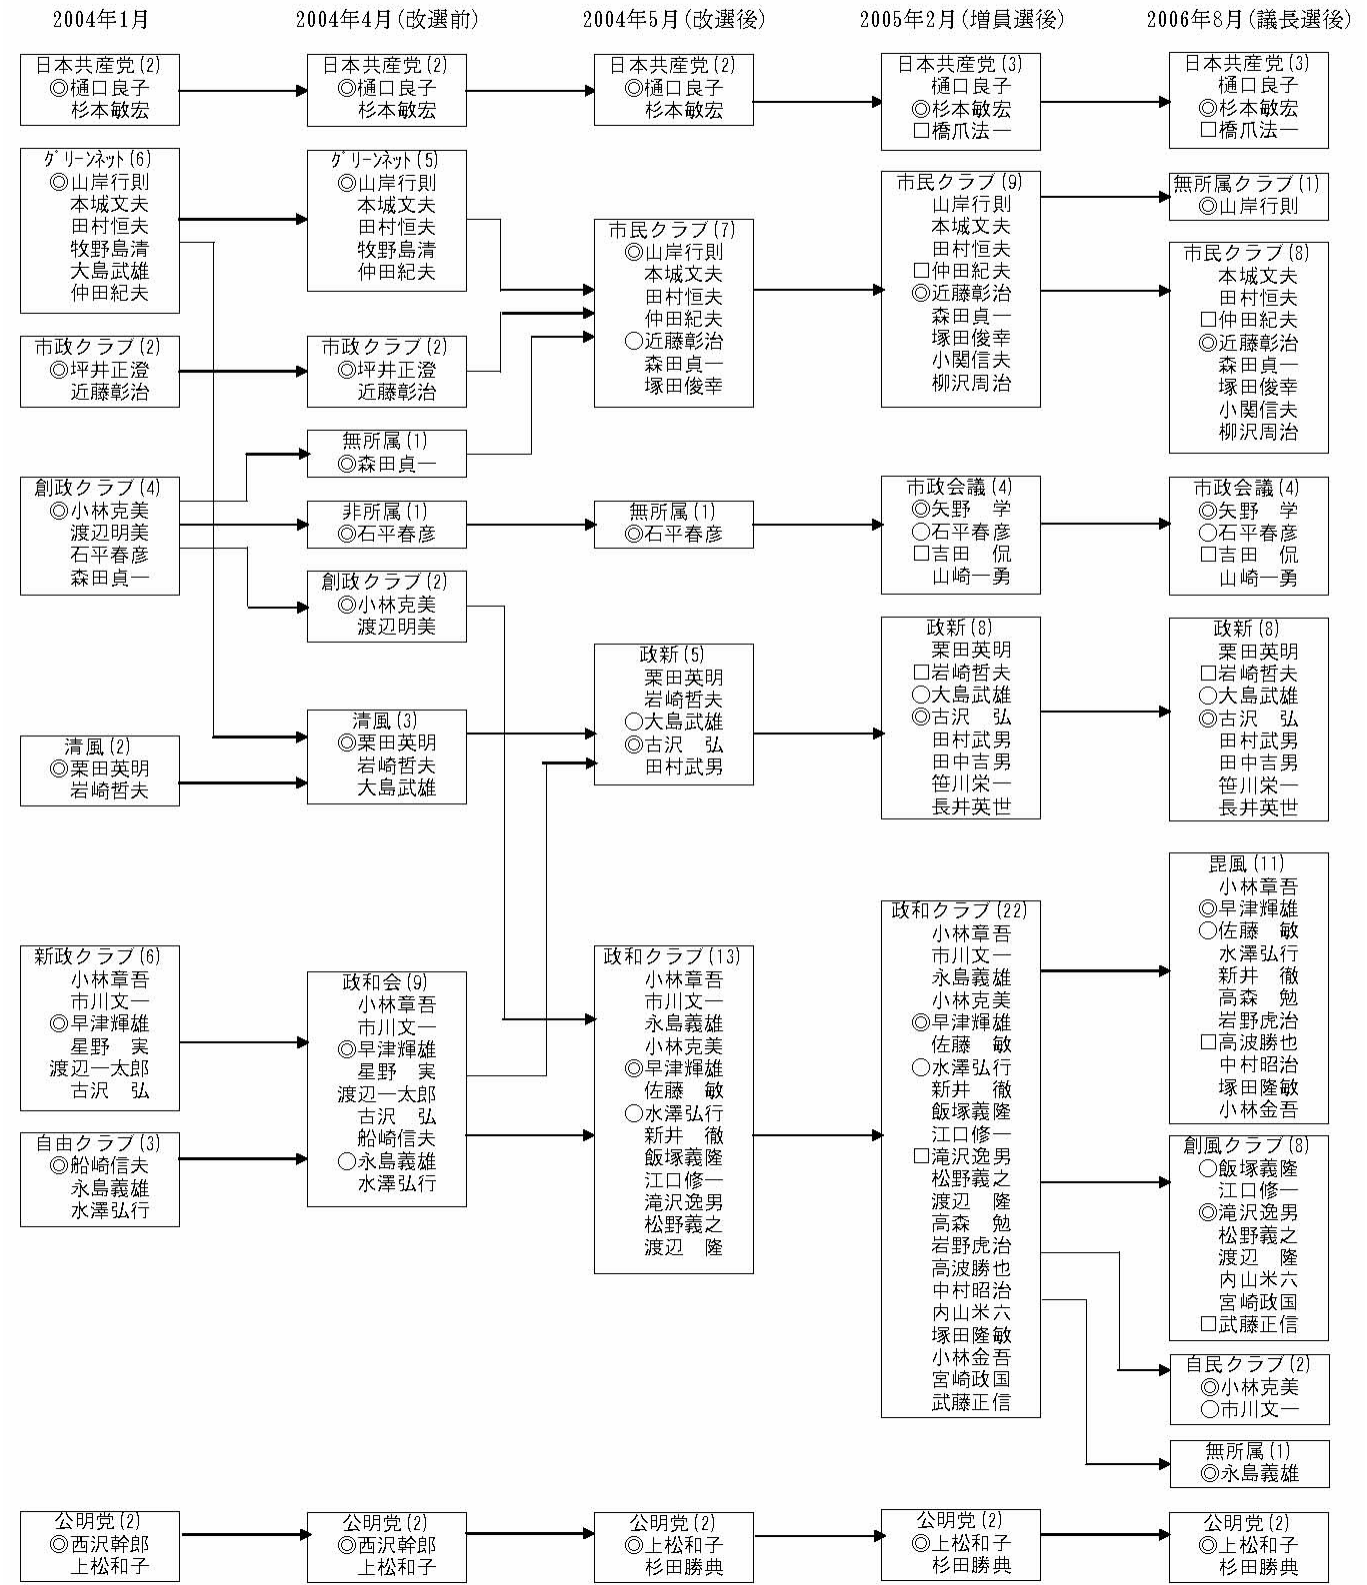 2004年1月
日本共産党(2)
◎樋口良子
杉本敏宏
グリーンネット(6)
◎山岸行則
本城文夫
田村恒夫
牧野島清
大島武雄
仲田紀夫
市政クラブ(2)
◎坪井正澄
近藤彰治
創政クラブ(4)
◎小林克美
渡辺明美
石平春彦
森田貞一
清風(2)
◎栗田英明
岩崎哲夫
新政クラブ(6)
小林章吾
市川文一
◎早津輝雄
星野　実
渡辺一太郎
古沢　弘
自由クラブ(3)
◎船崎信夫
永島義雄
水澤弘行
公明党(2)
◎西沢幹郎
上松和子
2004年4月(改選前)
日本共産党(2)
◎樋口良子
杉本敏宏
グリーンネット(5)
◎山岸行則
本城文夫
田村恒夫
牧野島清
仲田紀夫
市政クラブ(2)
◎坪井正澄
近藤彰治
無所属(1)
◎森田貞一
非所属(1)
◎石平春彦
創政クラブ(2)
◎小林克美
渡辺明美
清風(3)
◎栗田英明
岩崎哲夫
大島武雄
政和会(9)
小林章吾
市川文一
◎早津輝雄
星野　実
渡辺一太郎
古沢　弘
船崎信夫
○永島義雄
水澤弘行
公明党(2)
◎西沢幹郎
上松和子
2004年5月(改選後)
日本共産党(2)
◎樋口良子
杉本敏宏
市民クラブ(7)
◎山岸行則
本城文夫
田村恒夫
仲田紀夫
○近藤彰治
森田貞一
塚田俊幸
無所属(1)
◎石平春彦
政新(5)
栗田英明
岩崎哲夫
○大島武雄
◎古沢　弘
田村武男
政和クラブ(13)
小林章吾
市川文一
永島義雄
小林克美
◎早津輝雄
佐藤　敏
○水澤弘行
新井　徹
飯塚義隆
江口修一
滝沢逸男
松野義之
渡辺　隆
公明党(2)
◎上松和子
杉田勝典
2005年2月(増員選後)
日本共産党(3)
樋口良子
◎杉本敏宏
□橋爪法一
市民クラブ(9)
山岸行則
本城文夫
田村恒夫
□仲田紀夫
◎近藤彰治
森田貞一
塚田俊幸
小関信夫
柳沢周治
市政会議(4)
◎矢野　学
○石平春彦
□吉田　侃
山崎一勇
政新(8)
栗田英明
□岩崎哲夫
○大島武雄
◎古沢　弘
田村武男
田中吉男
笹川栄一
長井英世
政和クラブ(22)
小林章吾
市川文一
永島義雄
小林克美
◎早津輝雄
佐藤　敏
○水澤弘行
新井　徹
飯塚義隆
江口修一
□滝沢逸男
松野義之
渡辺　隆
高森　勉
岩野虎治
高波勝也
中村昭治
内山米六
塚田隆敏
小林金吾
宮崎政国
武藤正信
公明党(2)
◎上松和子
杉田勝典
2006年8月(議長選後)
日本共産党(3)
樋口良子
◎杉本敏宏
□橋爪法一
無所属クラブ(1)
◎山岸行則
市民クラブ(8)
本城文夫
田村恒夫
□仲田紀夫
◎近藤彰治
森田貞一
塚田俊幸
小関信夫
柳沢周治
市政会議(4)
◎矢野　学
○石平春彦
□吉田　侃
山崎一勇
政新(8)
栗田英明
□岩崎哲夫
○大島武雄
◎古沢　弘
田村武男
田中吉男
笹川栄一
長井英世
毘風(11)
小林章吾
◎早津輝雄
○佐藤　敏
水澤弘行
新井　徹
高森　勉
岩野虎治
□高波勝也
中村昭治
塚田隆敏
小林金吾
創風クラブ(8)
○飯塚義隆
江口修一
◎滝沢逸男
松野義之
渡辺　隆
内山米六
宮崎政国
□武藤正信
自民クラブ(2)
◎小林克美
○市川文一
無所属(1)
◎永島義雄
公明党(2)
◎上松和子
杉田勝典